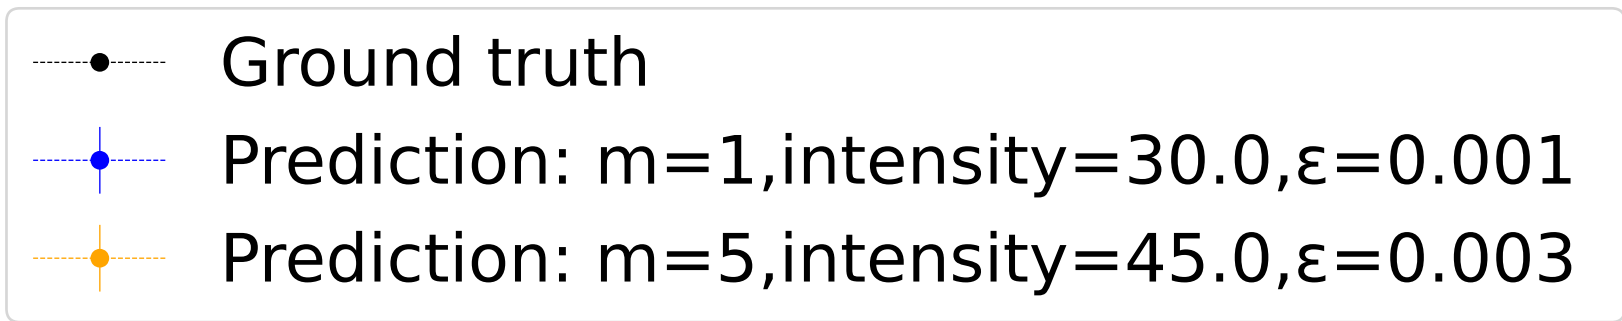 Ground truth
Prediction: m=1,intensity=30.0,ε=0.001
Prediction: m=5,intensity=45.0,ε=0.003